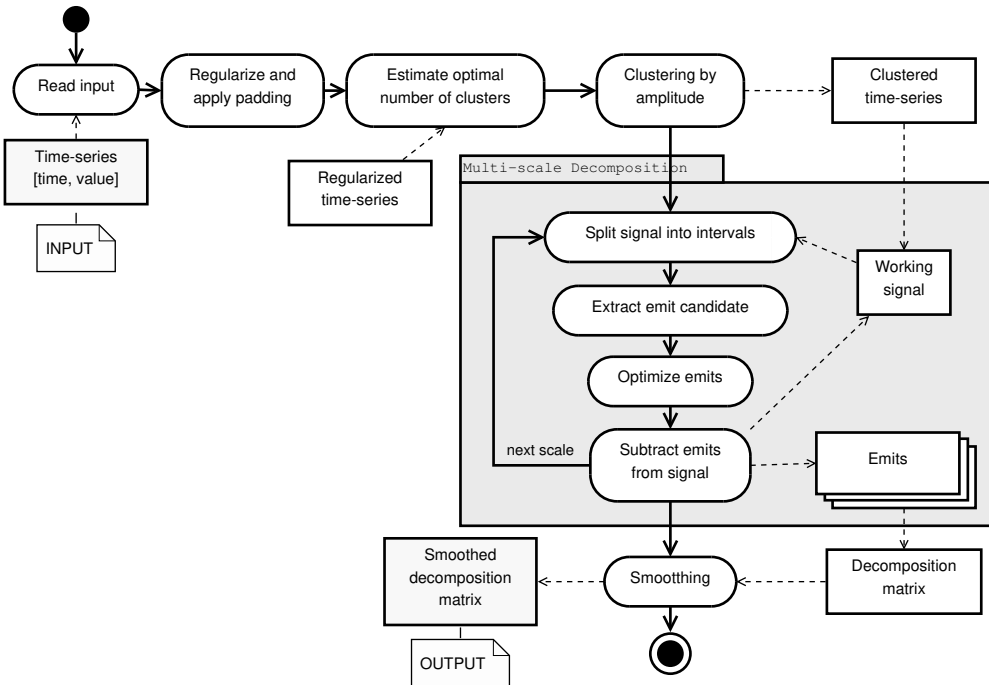 Read input
Regularize and
apply padding
Estimate optimal
number of clusters
Clustering by
amplitude
Clustered
time-series
Time-series
[time, value]
INPUT
Regularized
time-series
Multi-scale Decomposition
Split signal into intervals
Working
signal
Extract emit candidate
Optimize emits
next scale
Subtract emits
from signal
Emits
Smoothed
decomposition
matrix
Smootthing
Decomposition
matrix
OUTPUT